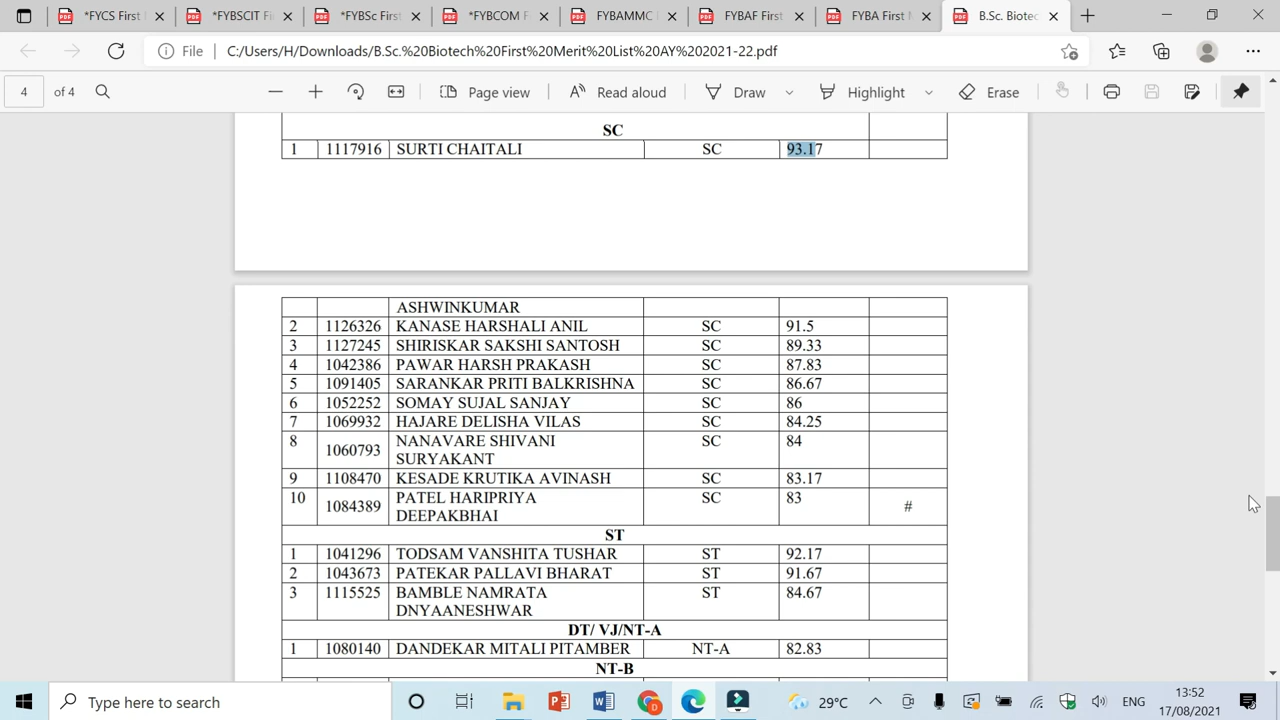 *FYCS First
*FYBSCIT F
*FYBSc First
*FYBCOM F
FYBAMMC
FYBAF First
FYBA First M
B.Sc. Biotec
File
C:/Users/H/Downloads/B.Sc.%20Biotech%20First%20Merit%20List%20AY%202021-22.pdf
4 of 4
Page view
Read aloud
Draw
Highlight
Erase
SC
1 1117916 SURTI CHAITALI SC 93.17
ASHWINKUMAR
2 1126326 KANASE HARSHALI ANIL SC 91.5
3 1127245 SHIRISKAR SAKSHI SANTOSH SC 89.33
4 1042386 PAWAR HARSH PRAKASH SC 87.83
5 1091405 SARANKAR PRITI BALKRISHNA SC 86.67
6 1052252 SOMAY SUJAL SANJAY SC 86
7 1069932 HAJARE DELISHA VILAS SC 84.25
8 1060793 NANAVARE SHIVANI SC 84
SURYAKANT
9 1108470 KESADE KRUTIKA AVINASH SC 83.17
10 1084389 PATEL HARIPRIYA SC 83 #
DEEPAKBHAI
ST
1 1041296 TODSAM VANSHITA TUSHAR ST 92.17
2 1043673 PATEKAR PALLAVI BHARAT ST 91.67
3 1115525 BAMBLE NAMRATA ST 84.67
DNYAANESHWAR
DT/ VJ/NT-A
1 1080140 DANDEKAR MITALI PITAMBER NT-A 82.83
NT-B
Type here to search
29°C
ENG
13:52
17/08/2021